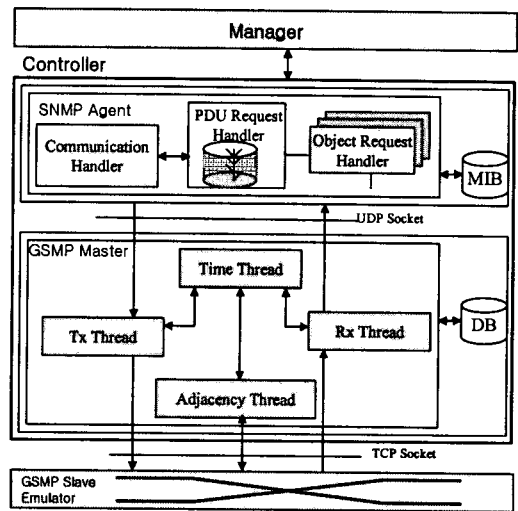 Manager
Controller
SNMP Agent
Communication
Handler
PDU Request
Handler
Object Request
Handler
MIB
UDP Socket
GSMP Master
Time Thread
Tx Thread
Rx Thread
DB
Adjacency Thread
TCP Socket
GSMP Slave
Emulator